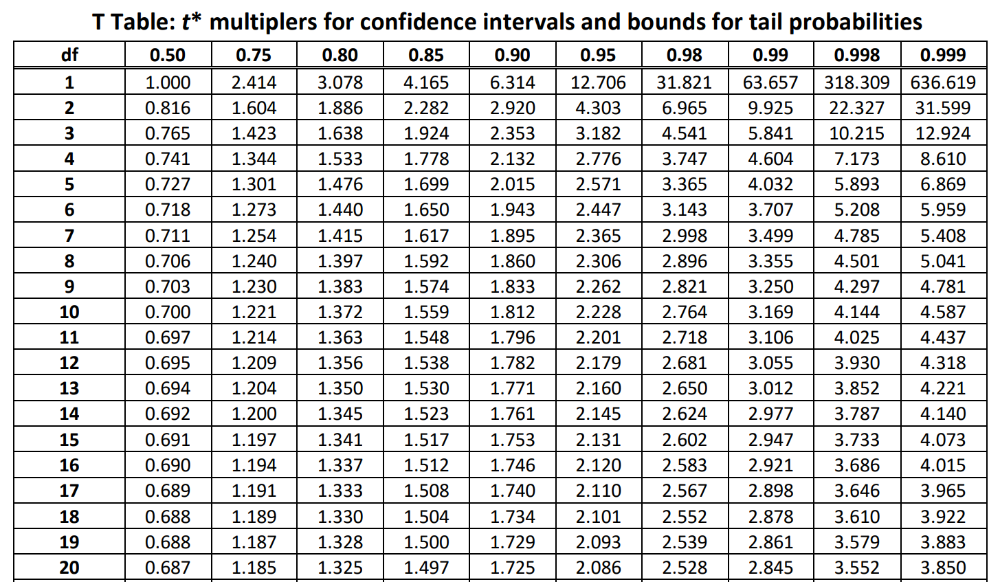 T Table: t* multiplers for confidence intervals and bounds for tail probabilities
df 0.50 0.75 0.80 0.85 0.90 0.95 0.98 0.99 0.998 0.999
1 1.000 2.414 3.078 4.165 6.314 12.706 31.821 63.657 318.309 636.619
2 0.816 1.604 1.886 2.282 2.920 4.303 6.965 9.925 22.327 31.599
3 0.765 1.423 1.638 1.924 2.353 3.182 4.541 5.841 10.215 12.924
4 0.741 1.344 1.533 1.778 2.132 2.776 3.747 4.604 7.173 8.610
5 0.727 1.301 1.476 1.699 2.015 2.571 3.365 4.032 5.893 6.869
6 0.718 1.273 1.440 1.650 1.943 2.447 3.143 3.707 5.208 5.959
7 0.711 1.254 1.415 1.617 1.895 2.365 2.998 3.499 4.785 5.408
8 0.706 1.240 1.397 1.592 1.860 2.306 2.896 3.355 4.501 5.041
9 0.703 1.230 1.383 1.574 1.833 2.262 2.821 3.250 4.297 4.781
10 0.700 1.221 1.372 1.559 1.812 2.228 2.764 3.169 4.144 4.587
11 0.697 1.214 1.363 1.548 1.796 2.201 2.718 3.106 4.025 4.437
12 0.695 1.209 1.356 1.538 1.782 2.179 2.681 3.055 3.930 4.318
13 0.694 1.204 1.350 1.530 1.771 2.160 2.650 3.012 3.852 4.221
14 0.692 1.200 1.345 1.523 1.761 2.145 2.624 2.977 3.787 4.140
15 0.691 1.197 1.341 1.517 1.753 2.131 2.602 2.947 3.733 4.073
16 0.690 1.194 1.337 1.512 1.746 2.120 2.583 2.921 3.686 4.015
17 0.689 1.191 1.333 1.508 1.740 2.110 2.567 2.898 3.646 3.965
18 0.688 1.189 1.330 1.504 1.734 2.101 2.552 2.878 3.610 3.922
19 0.688 1.187 1.328 1.500 1.729 2.093 2.539 2.861 3.579 3.883
20 0.687 1.185 1.325 1.497 1.725 2.086 2.528 2.845 3.552 3.850